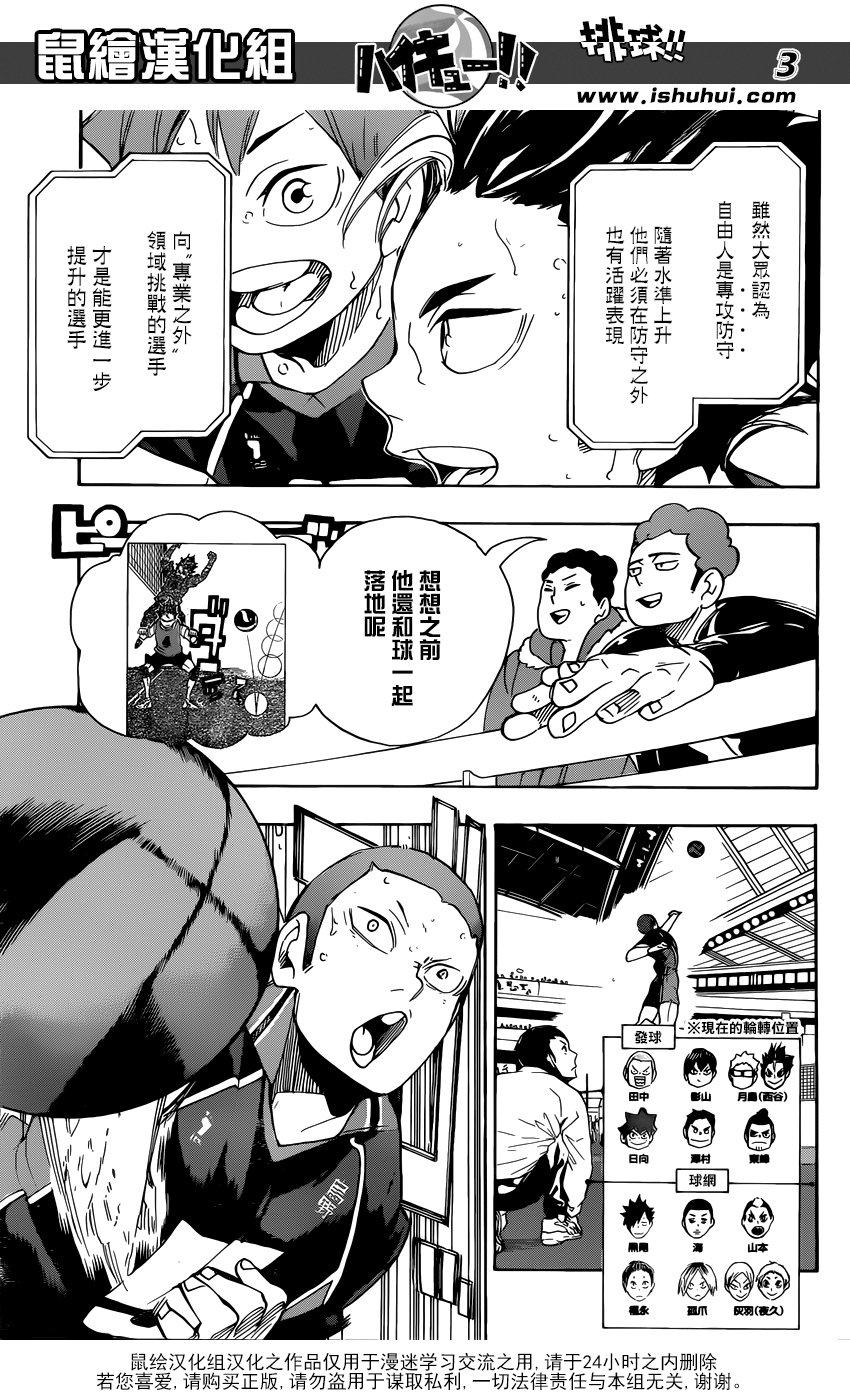 鼠繪漢化組
ハイキュー!!
排球!!
3
www.ishuhui.com
雖然大眾認為
自由人是專攻防守
隨著水準上升
他們必須在防守之外
也有活躍表現
向〝專業之外〞
領域挑戰的選手
才是能更進一步
提升的選手
想想之前
他還和球一起
落地呢
ピ
※現在的輪轉位置
發球
田中
影山
月島(西谷)
日向
澤村
東峰
球網
黑尾
海
山本
福永
孤爪
灰羽(夜久)
鼠绘汉化组汉化之作品仅用于漫迷学习交流之用,请于24小时之内删除
若您喜爱,请购买正版,请勿盗用于谋取私利,一切法律责任与本组无关,谢谢。